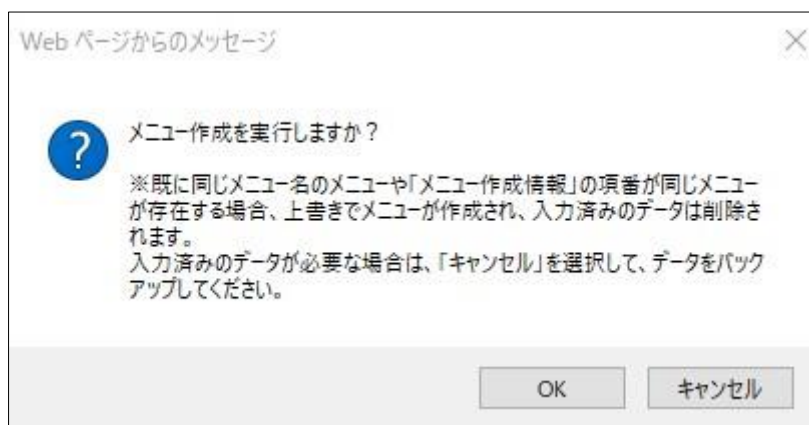 Web ページからのメッセージ
メニュー作成を実行しますか？
※既に同じメニュー名のメニューや「メニュー作成情報」の項番が同じメニュー
が存在する場合、上書きでメニューが作成され、入力済みのデータは削除さ
れます。
入力済みのデータが必要な場合は、「キャンセル」を選択して、データをバック
アップしてください。
OK
キャンセル